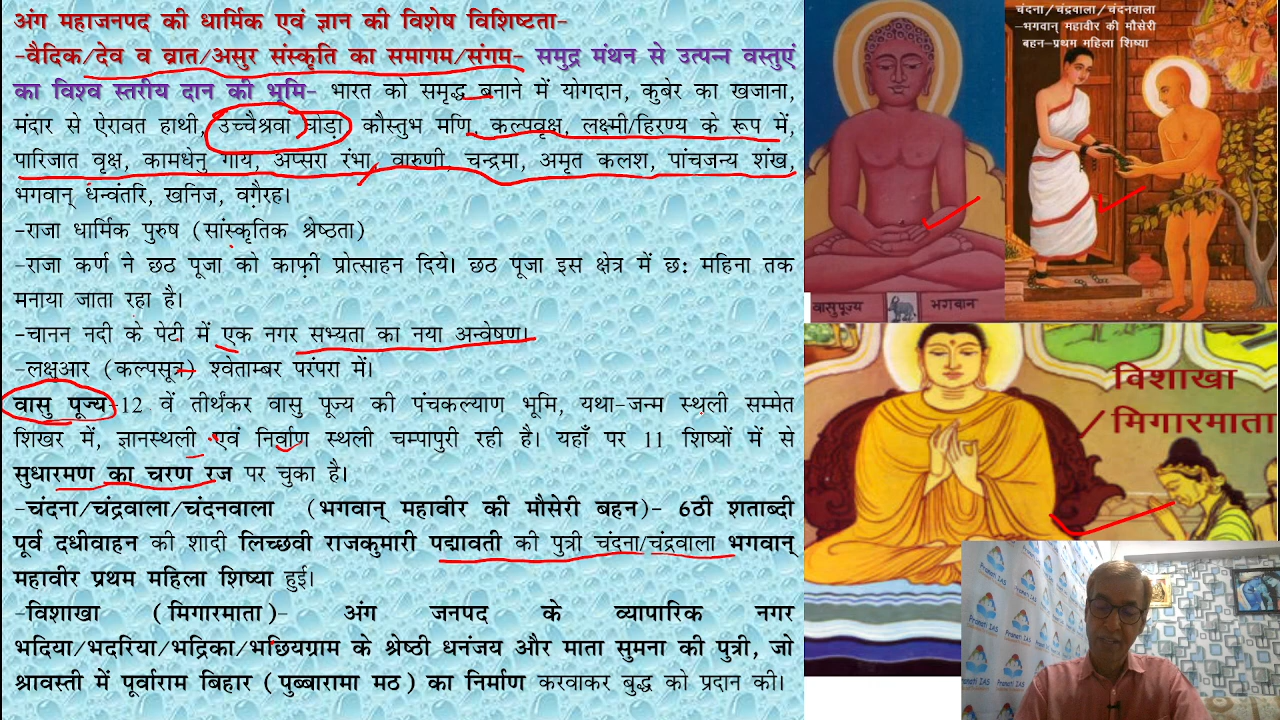 अंग महाजनपद की धार्मिक एवं ज्ञान की विशेष विशिष्टता-
-वैदिक/देव व व्रात/असुर संस्कृति का समागम/संगम- समुद्र मंथन से उत्पन्न वस्तुएं
का विश्व स्तरीय दान की भूमि- भारत को समृद्ध बनाने में योगदान, कुबेर का खजाना,
मंदार से ऐरावत हाथी, उच्चैश्रवा घोड़ा, कौस्तुभ मणि, कल्पवृक्ष, लक्ष्मी/हिरण्य के रूप में,
पारिजात वृक्ष, कामधेनु गाय, अप्सरा रंभा, वारुणी, चन्द्रमा, अमृत कलश, पांचजन्य शंख,
भगवान् धन्वंतरि, खनिज, वग़ैरह।
-राजा धार्मिक पुरुष (सांस्कृतिक श्रेष्ठता)
-राजा कर्ण ने छठ पूजा को काफ़ी प्रोत्साहन दिये। छठ पूजा इस क्षेत्र में छ: महिना तक
मनाया जाता रहा है।
-चानन नदी के पेटी में एक नगर सभ्यता का नया अन्वेषण।
-लक्षुआर (कल्पसूत्र) श्वेताम्बर परंपरा में।
वासु पूज्य-12 वें तीर्थंकर वासु पूज्य की पंचकल्याण भूमि, यथा-जन्म स्थली सम्मेत
शिखर में, ज्ञानस्थली एवं निर्वाण स्थली चम्पापुरी रही है। यहाँ पर 11 शिष्यों में से
सुधारमण का चरण रज पर चुका है।
-चंदना/चंद्रवाला/चंदनवाला (भगवान् महावीर की मौसेरी बहन)- 6ठी शताब्दी
पूर्व दधीवाहन की शादी लिच्छवी राजकुमारी पद्मावती की पुत्री चंदना/चंद्रवाला भगवान्
महावीर प्रथम महिला शिष्या हुई।
-विशाखा (मिगारमाता)- अंग जनपद के व्यापारिक नगर
भदिया/भदरिया/भद्रिका/भछियग्राम के श्रेष्ठी धनंजय और माता सुमना की पुत्री, जो
श्रावस्ती में पूर्वाराम बिहार (पुब्बारामा मठ) का निर्माण करवाकर बुद्ध को प्रदान की।
वासुपूज्य भगवान
चंदना/चंद्रवाला/चंदनवाला
-भगवान् महावीर की मौसेरी
बहन-प्रथम महिला शिष्या
विशाखा
मिगारमाता
Pranati IAS
Pranati IAS
Pranati IAS